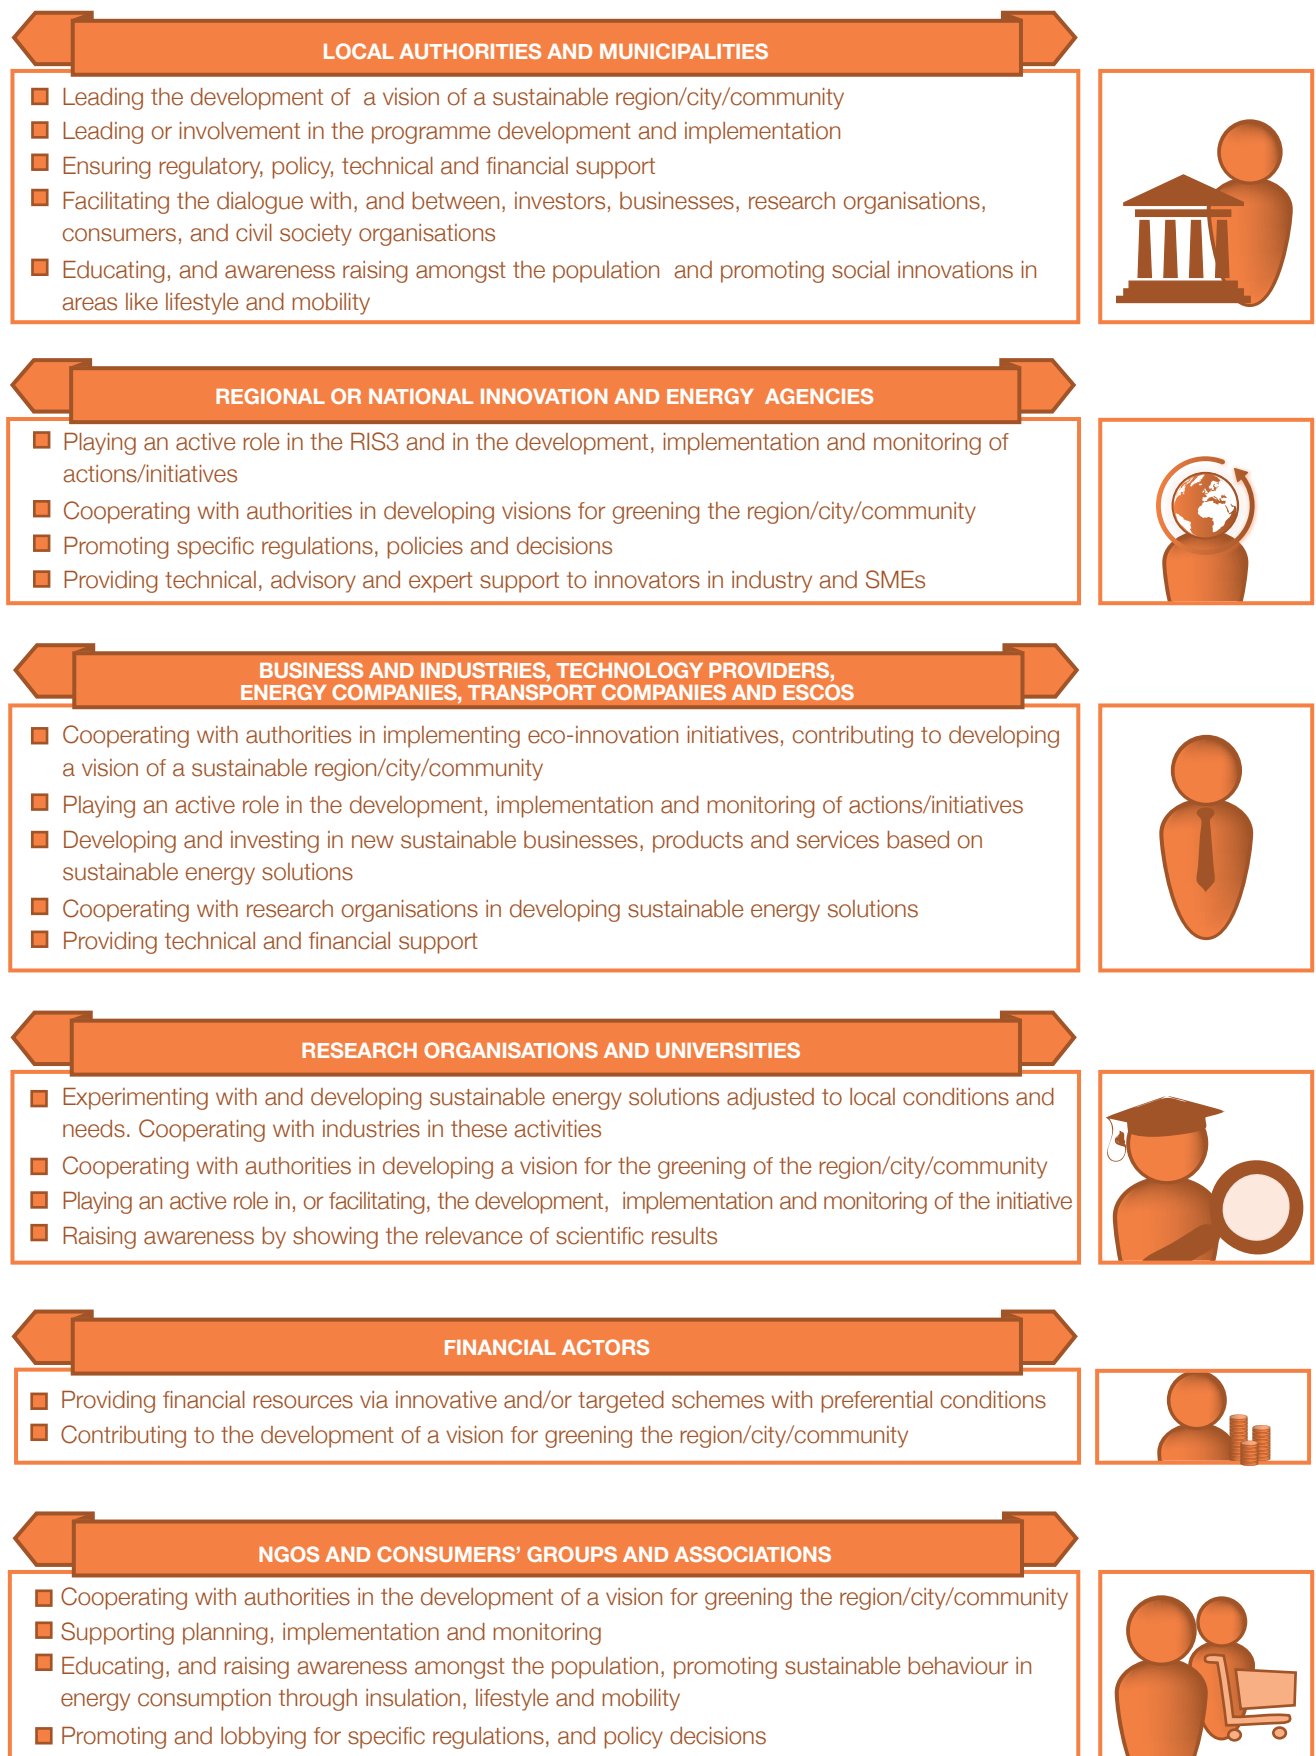 LOCAL AUTHORITIES AND MUNICIPALITIES
Leading the development of a vision of a sustainable region/city/community
Leading or involvement in the programme development and implementation
Ensuring regulatory, policy, technical and financial support
Facilitating the dialogue with, and between, investors, businesses, research organisations,
consumers, and civil society organisations
Educating, and awareness raising amongst the population and promoting social innovations in
areas like lifestyle and mobility
REGIONAL OR NATIONAL INNOVATION AND ENERGY AGENCIES
Playing an active role in the RIS3 and in the development, implementation and monitoring of
actions/initiatives
Cooperating with authorities in developing visions for greening the region/city/community
Promoting specific regulations, policies and decisions
Providing technical, advisory and expert support to innovators in industry and SMEs
BUSINESS AND INDUSTRIES, TECHNOLOGY PROVIDERS,
ENERGY COMPANIES, TRANSPORT COMPANIES AND ESCOS
Cooperating with authorities in implementing eco-innovation initiatives, contributing to developing
a vision of a sustainable region/city/community
Playing an active role in the development, implementation and monitoring of actions/initiatives
Developing and investing in new sustainable businesses, products and services based on
sustainable energy solutions
Cooperating with research organisations in developing sustainable energy solutions
Providing technical and financial support
RESEARCH ORGANISATIONS AND UNIVERSITIES
Experimenting with and developing sustainable energy solutions adjusted to local conditions and
needs. Cooperating with industries in these activities
Cooperating with authorities in developing a vision for the greening of the region/city/community
Playing an active role in, or facilitating, the development, implementation and monitoring of the initiative
Raising awareness by showing the relevance of scientific results
FINANCIAL ACTORS
Providing financial resources via innovative and/or targeted schemes with preferential conditions
Contributing to the development of a vision for greening the region/city/community
NGOS AND CONSUMERS' GROUPS AND ASSOCIATIONS
Cooperating with authorities in the development of a vision for greening the region/city/community
Supporting planning, implementation and monitoring
Educating, and raising awareness amongst the population, promoting sustainable behaviour in
energy consumption through insulation, lifestyle and mobility
Promoting and lobbying for specific regulations, and policy decisions